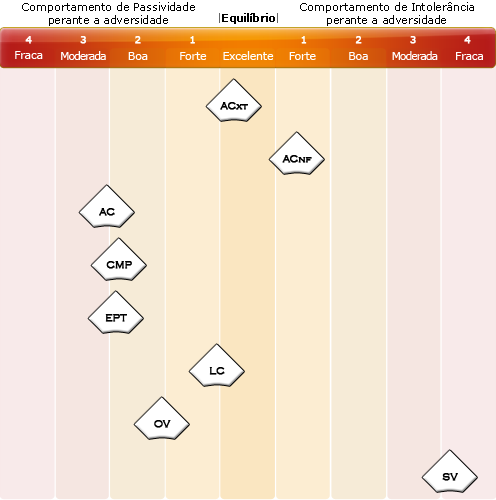 Comportamento de Passividade
perante a adversidade
|Equilíbrio|
Comportamento de Intolerância
perante a adversidade
4 3 2 1 1 2 3 4
Fraca Moderada Boa Forte Excelente Forte Boa Moderada Fraca
ACXT
ACNF
AC
CMP
EPT
LC
OV
SV